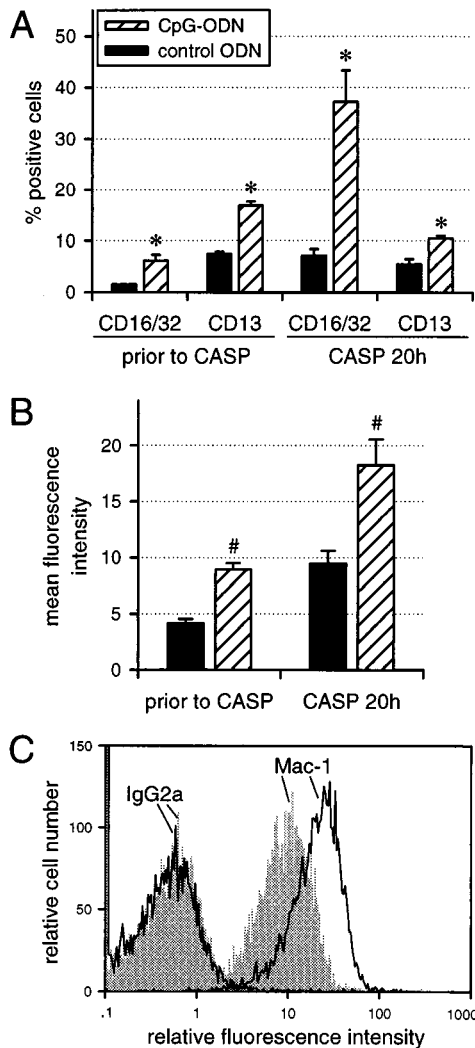 A
CpG-ODN
control ODN
% positive cells
50
40
30
20
10
0
*
*
*
*
CD16/32 CD13 CD16/32 CD13
prior to CASP CASP 20h
B
mean fluorescence
intensity
20
15
10
5
0
#
#
prior to CASP CASP 20h
C
relative cell number
150
100
50
0
IgG2a
Mac-1
.1 1 10 100 1000
relative fluorescence intensity